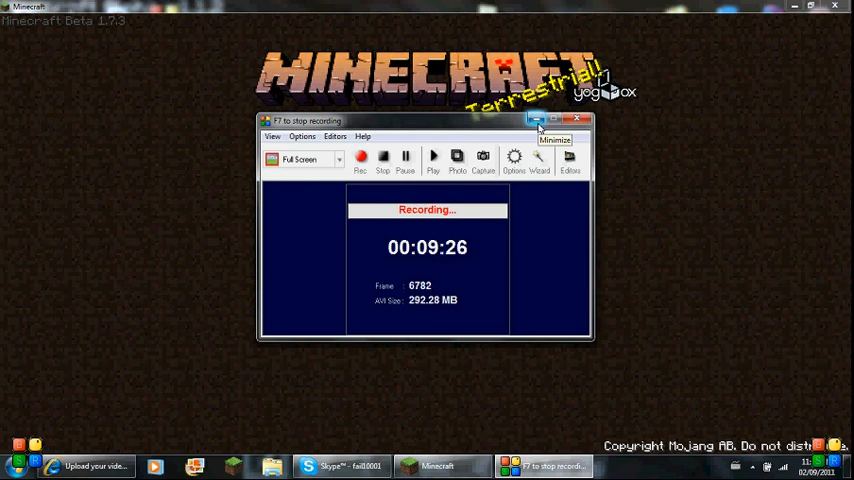 Minecraft
Minecraft Beta 1.7.3
MINECRAFT
Terrestrial!
yogbox
F7 to stop recording
Minimize
View Options Editors Help
Full Screen
Rec Stop Pause Play Photo Capture Options Wizard Editors
Recording...
00:09:26
Frame : 6782
AVI Size : 292.28 MB
Copyright Mojang AB. Do not
Upload your vide...
Skype™ - fail10001
Minecraft
F7 to stop recordi...
02/09/2011